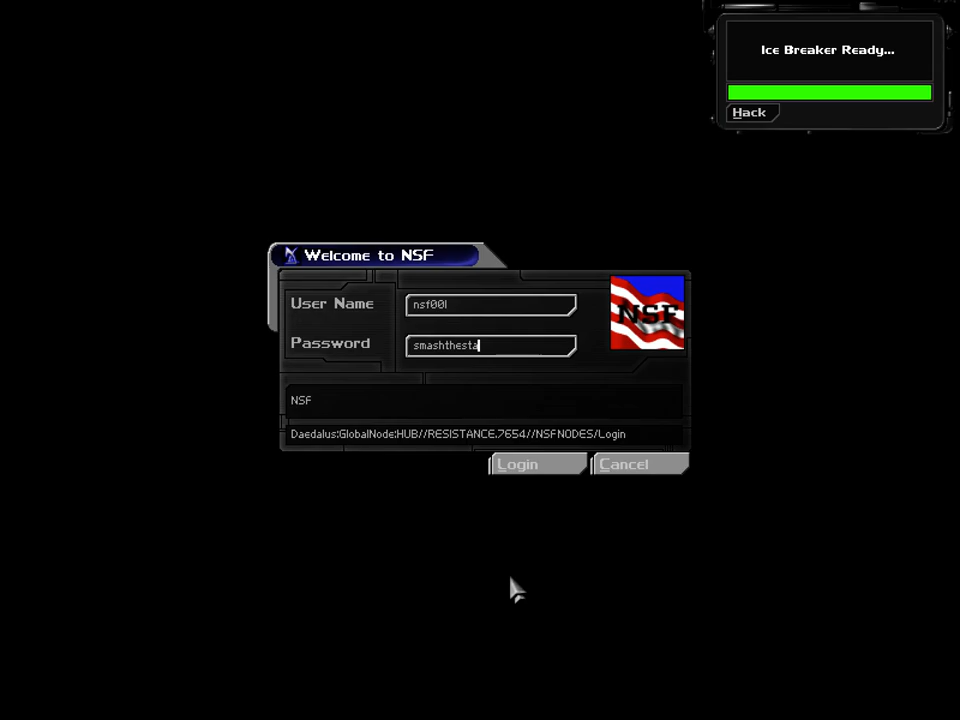 Ice Breaker Ready...
Hack
Welcome to NSF
User Name
nsf001
NSF
Password
smashthesta
NSF
Daedalus:GlobalNode:HUB//RESISTANCE.7654//NSFNODES/Login
Login
Cancel